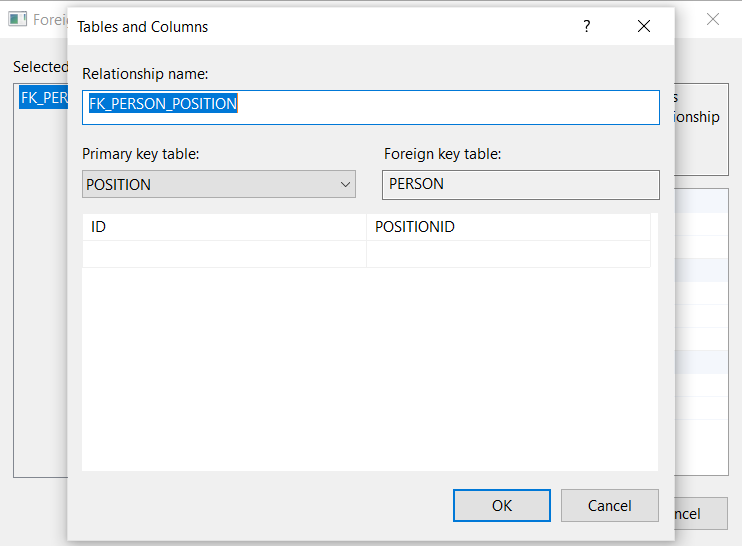 Foreig
Tables and Columns
?
Selected
Relationship name:
FK_PER
FK_PERSON_POSITION
s
ionship
Primary key table:
Foreign key table:
POSITION
PERSON
ID
POSITIONID
OK
Cancel
ncel